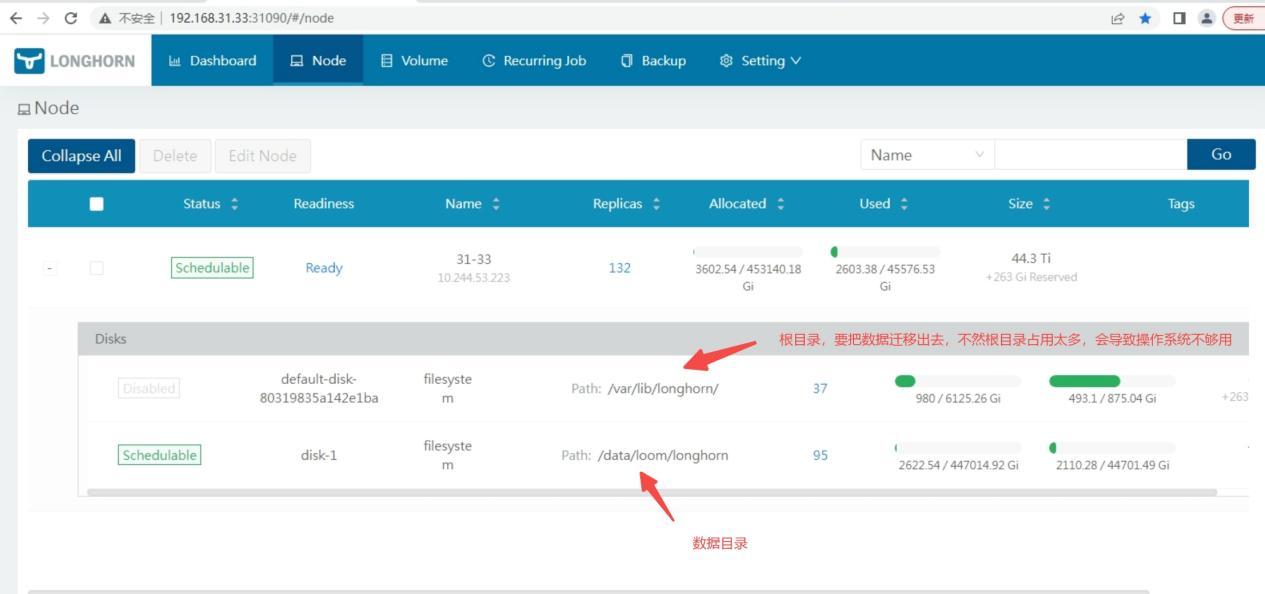 不安全 192.168.31.33:31090/#/node 更新
LONGHORN Dashboard Node Volume Recurring Job Backup Setting
Node
Collapse All Delete Edit Node Name Go
Status Readiness Name Replicas Allocated Used Size Tags
- Schedulable Ready 31-33 132 3602.54 / 453140.18 2603.38 / 45576.53 44.3 Ti
10.244.53.223 Gi Gi +263 Gi Reserved
Disks 根目录，要把数据迁移出去，不然根目录占用太多，会导致操作系统不够用
Disabled default-disk- filesyste Path: /var/lib/longhorn/ 37
80319835a142e1ba m 980 / 6125.26 Gi 493.1 / 875.04 Gi +263
Schedulable disk-1 filesyste Path: /data/loom/longhorn 95
m 2622.54 / 447014.92 Gi 2110.28 / 44701.49 Gi
数据目录